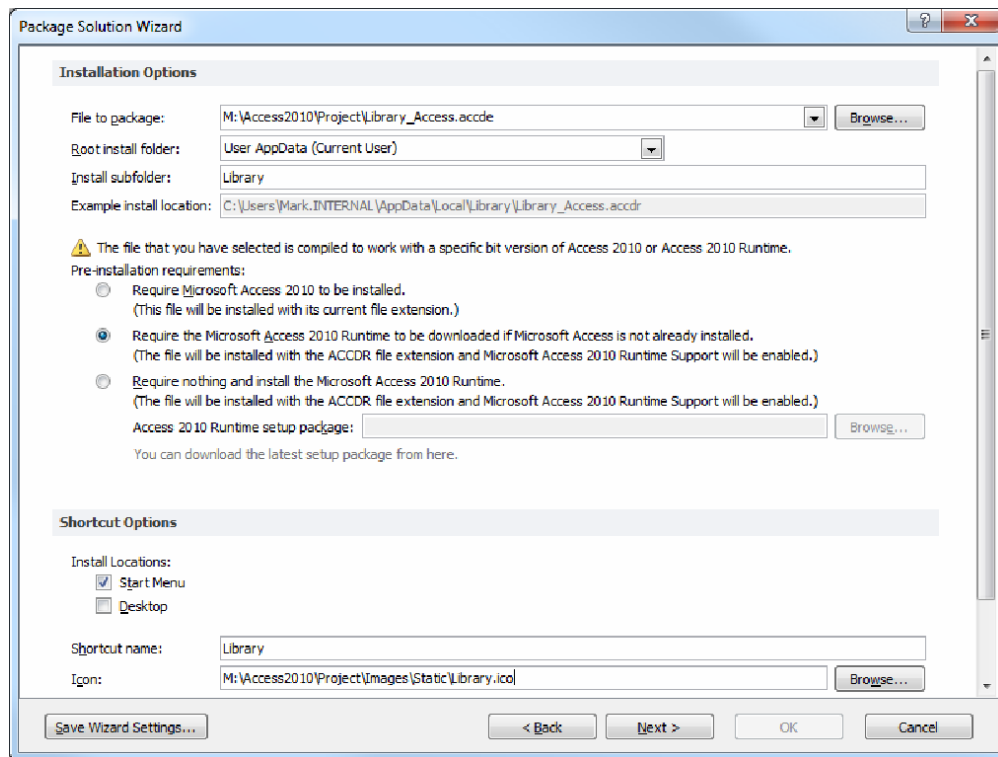 Package Solution Wizard
Installation Options
File to package: M:\Access2010\Project\Library_Access.accde Browse...
Root install folder: User AppData (Current User)
Install subfolder: Library
Example install location: C:\Users\Mark.INTERNAL\AppData\Local\Library\Library_Access.accdr
The file that you have selected is compiled to work with a specific bit version of Access 2010 or Access 2010 Runtime.
Pre-installation requirements:
Require Microsoft Access 2010 to be installed.
(This file will be installed with its current file extension.)
Require the Microsoft Access 2010 Runtime to be downloaded if Microsoft Access is not already installed.
(The file will be installed with the ACCDR file extension and Microsoft Access 2010 Runtime Support will be enabled.)
Require nothing and install the Microsoft Access 2010 Runtime.
(The file will be installed with the ACCDR file extension and Microsoft Access 2010 Runtime Support will be enabled.)
Access 2010 Runtime setup package: Browse...
You can download the latest setup package from here.
Shortcut Options
Install Locations:
Start Menu
Desktop
Shortcut name: Library
Icon: M:\Access2010\Project\Images\Static\Library.ico Browse...
Save Wizard Settings... < Back Next > OK Cancel